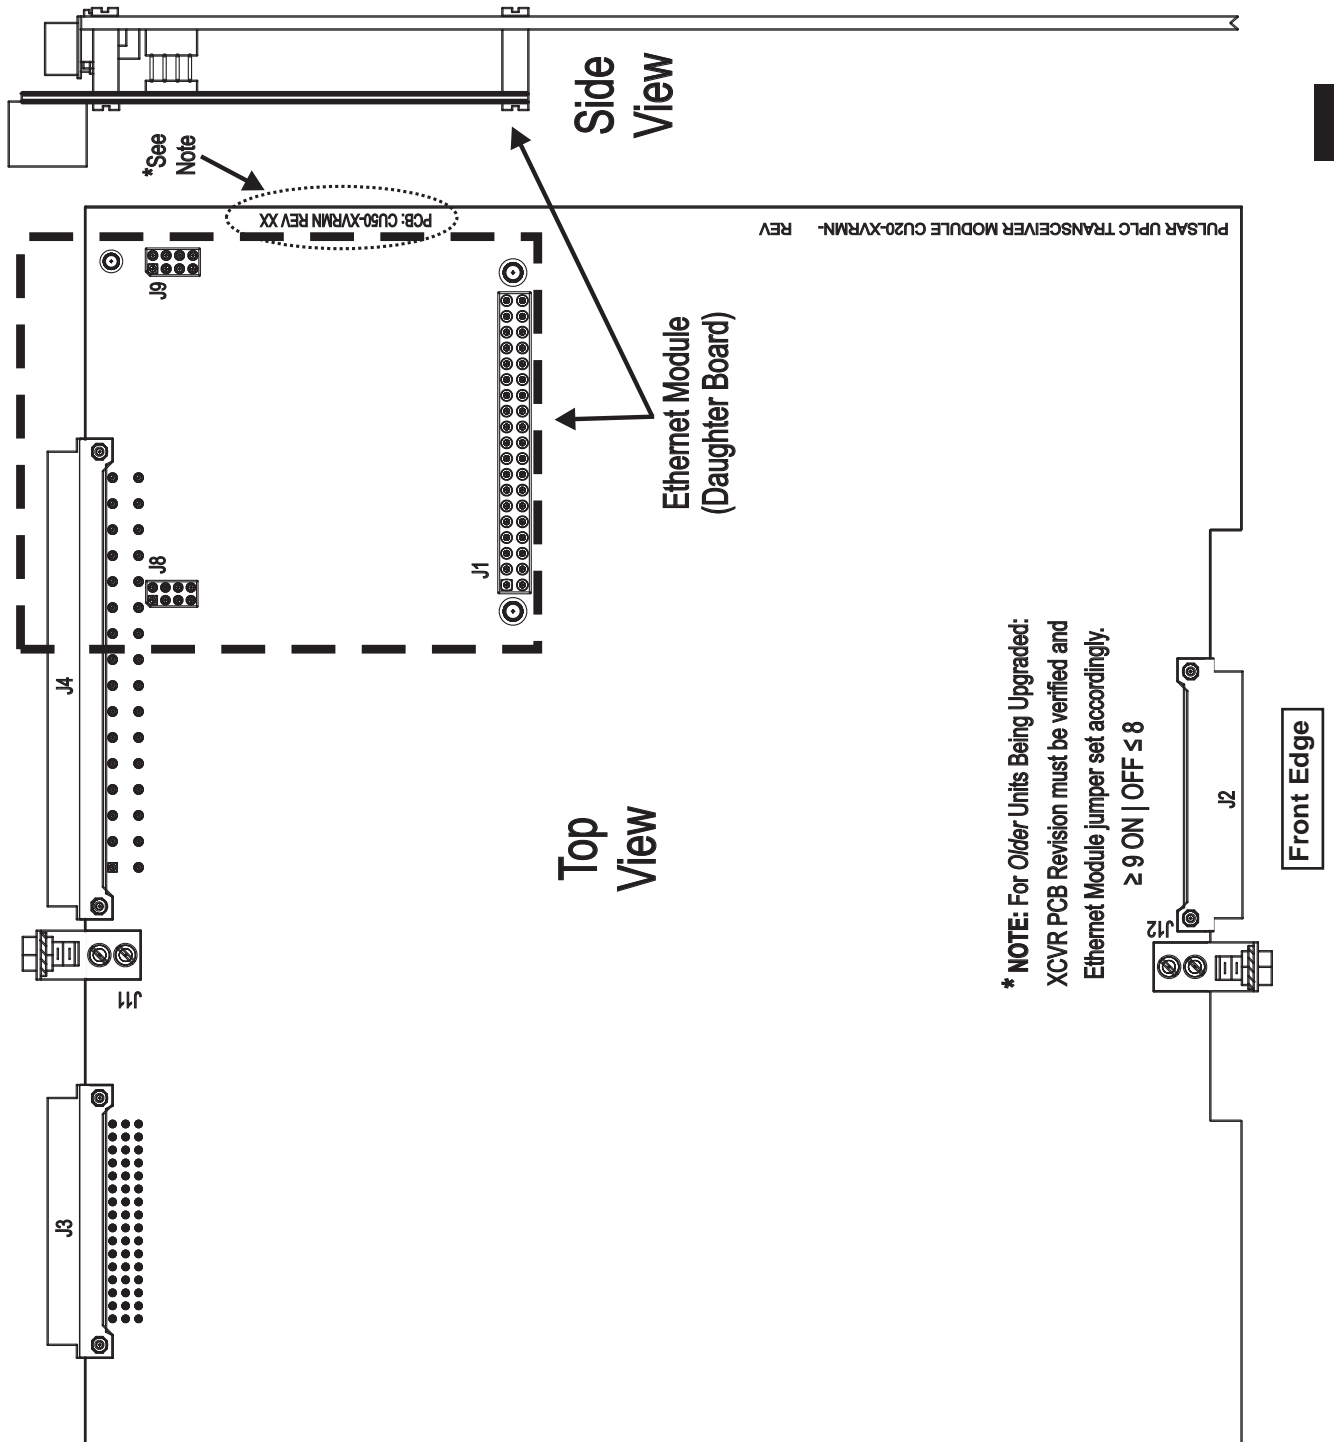 Side
View
*See
Note
PCB: CU50-XVRMN REV XX
PULSAR UPLC TRANSCEIVER MODULE CU20-XVRMN- REV
J9
J8
J1
J4
Ethernet Module
(Daughter Board)
Top
View
J11
J3
* NOTE: For Older Units Being Upgraded:
XCVR PCB Revision must be verified and
Ethernet Module jumper set accordingly.
≥ 9 ON | OFF ≤ 8
J12
J2
Front Edge